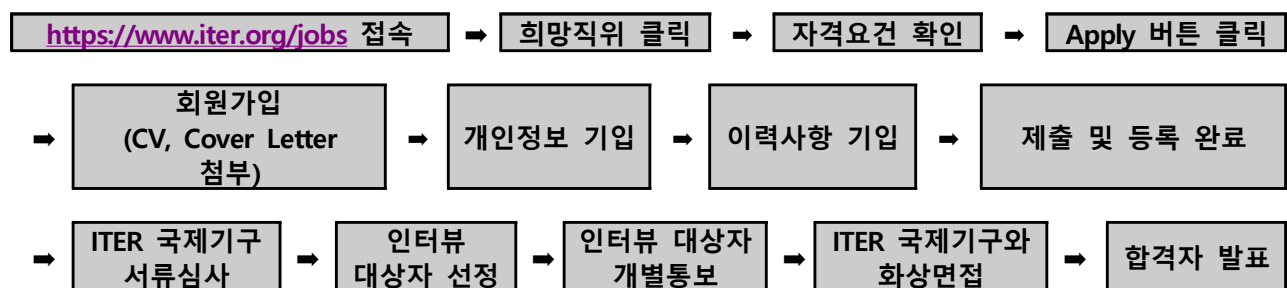 https://www.iter.org/jobs 접속 ➡ 희망직위 클릭 ➡ 자격요건 확인 ➡ Apply 버튼 클릭
➡ 회원가입
(CV, Cover Letter
첨부) ➡ 개인정보 기입 ➡ 이력사항 기입 ➡ 제출 및 등록 완료
➡ ITER 국제기구
서류심사 ➡ 인터뷰
대상자 선정 ➡ 인터뷰 대상자
개별통보 ➡ ITER 국제기구와
화상면접 ➡ 합격자 발표